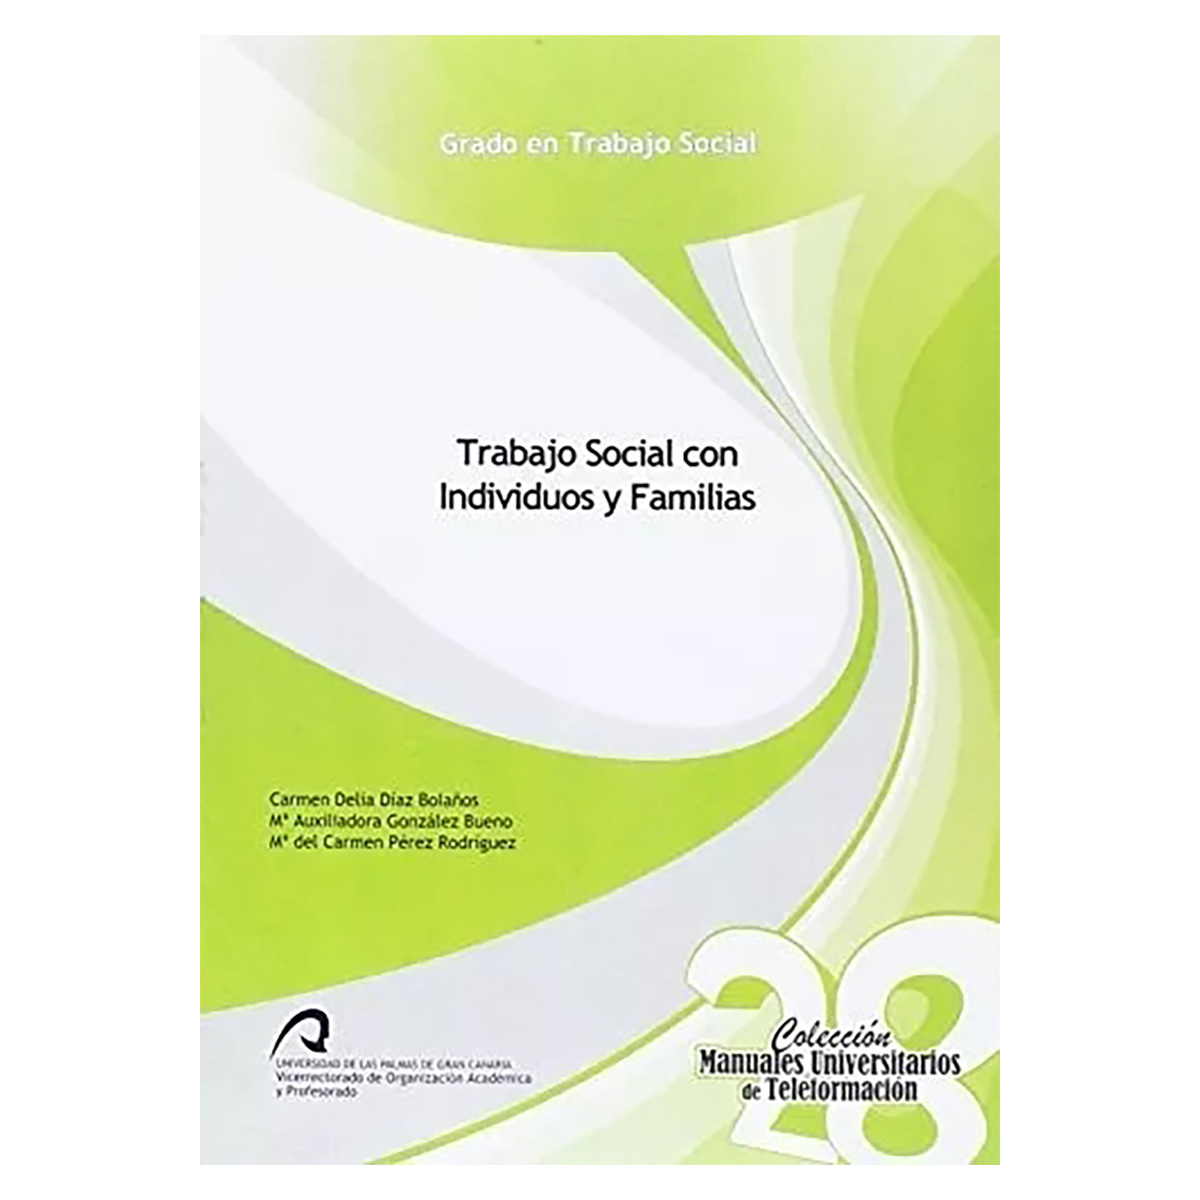 Grado en Trabajo Social
Trabajo Social con
Individuos y Familias
Carmen Delia Díaz Bolaños
Mª Auxiliadora González Bueno
Mª del Carmen Pérez Rodríguez
UNIVERSIDAD DE LAS PALMAS DE GRAN CANARIA
Vicerrectorado de Organización Académica
y Profesorado
28
Colección
Manuales Universitarios
de Teleformación